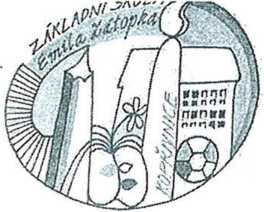 ZÁKLADNÍ ŠKOLA
Emila Zátopka
KOPŘIVNICE